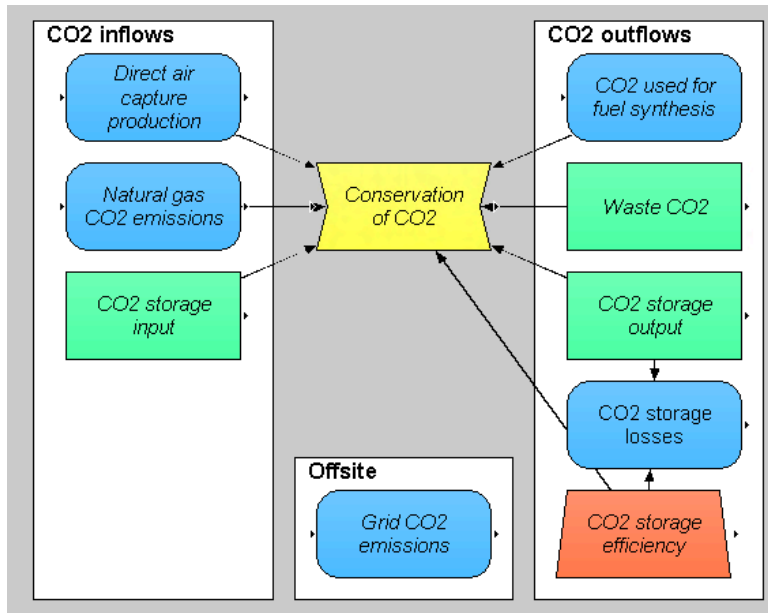 CO2 inflows
Direct air
capture
production
Natural gas
CO2 emissions
CO2 storage
input
Conservation
of CO2
Offsite
Grid CO2
emissions
CO2 outflows
CO2 used for
fuel synthesis
Waste CO2
CO2 storage
output
CO2 storage
losses
CO2 storage
efficiency